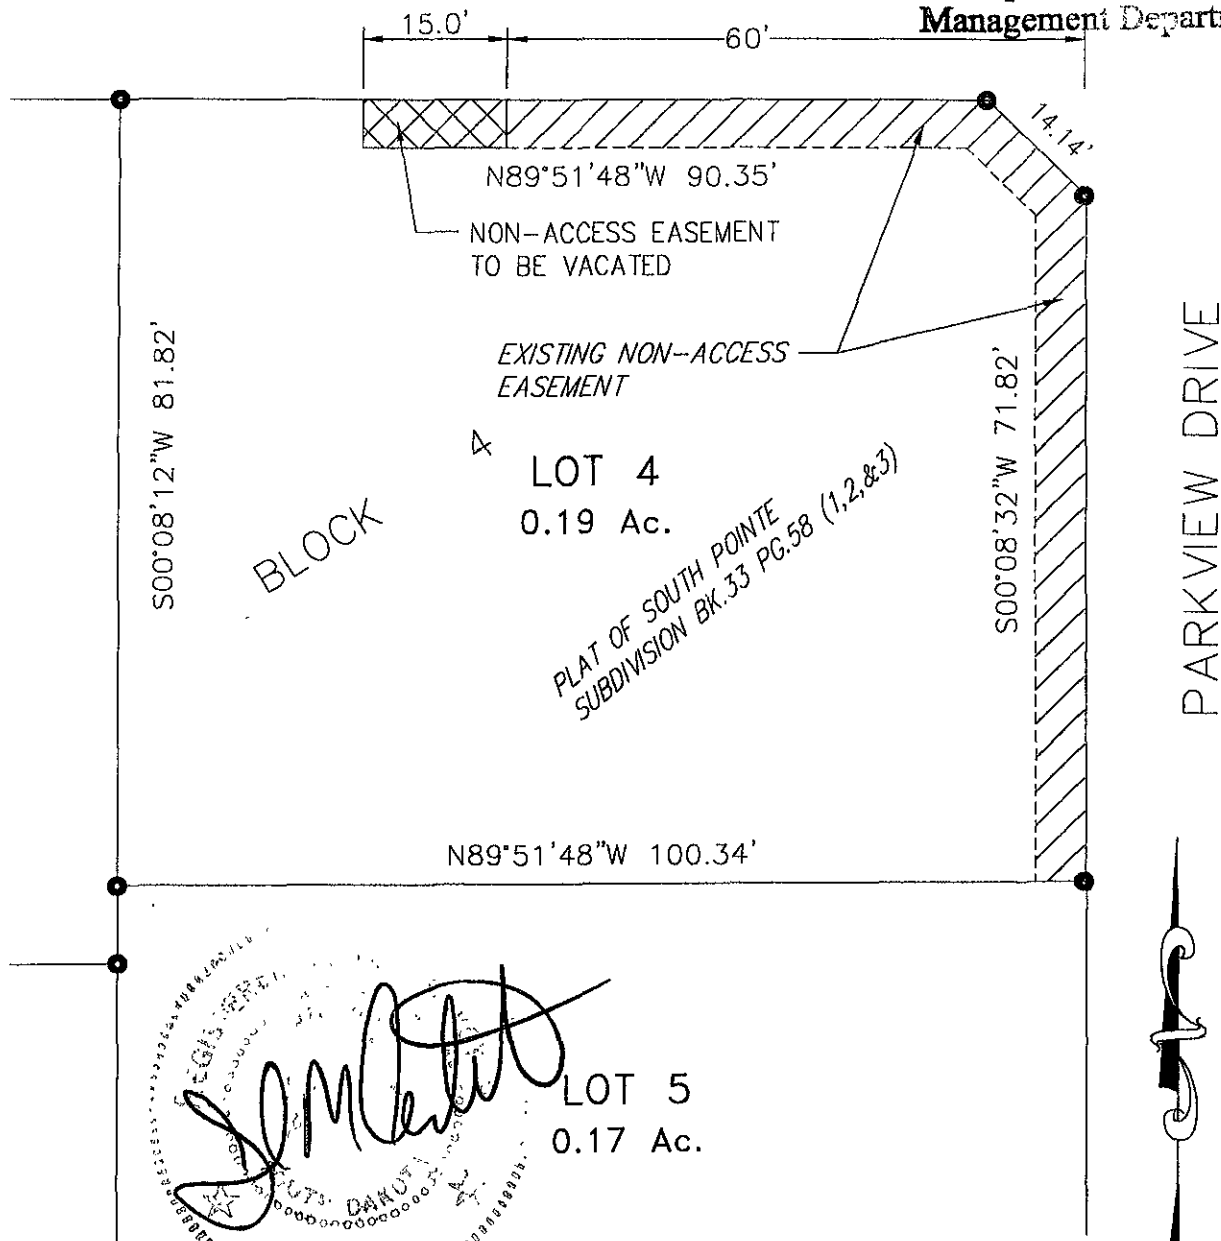 Management Depart
15.0'
60'
14.14'
N89°51'48"W 90.35'
NON-ACCESS EASEMENT
TO BE VACATED
EXISTING NON-ACCESS
EASEMENT
S00°08'12"W 81.82'
S00°08'32"W 71.82'
PARKVIEW DRIVE
BLOCK 4
LOT 4
0.19 Ac.
PLAT OF SOUTH POINTE
SUBDIVISION BK.33 PG.58 (1,2,&3)
N89°51'48"W 100.34'
LOT 5
0.17 Ac.